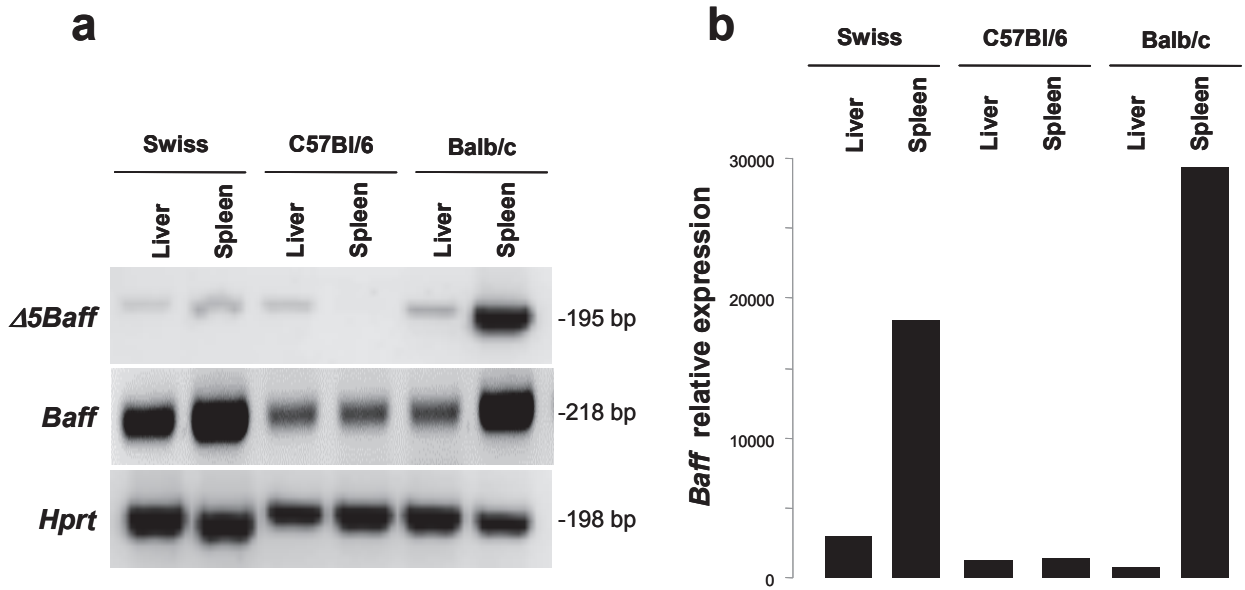 a
Swiss C57Bl/6 Balb/c
Liver Spleen Liver Spleen Liver Spleen
Δ5Baff -195 bp
Baff -218 bp
Hprt -198 bp
b
Swiss C57Bl/6 Balb/c
Liver Spleen Liver Spleen Liver Spleen
Baff relative expression
30000
20000
10000
0